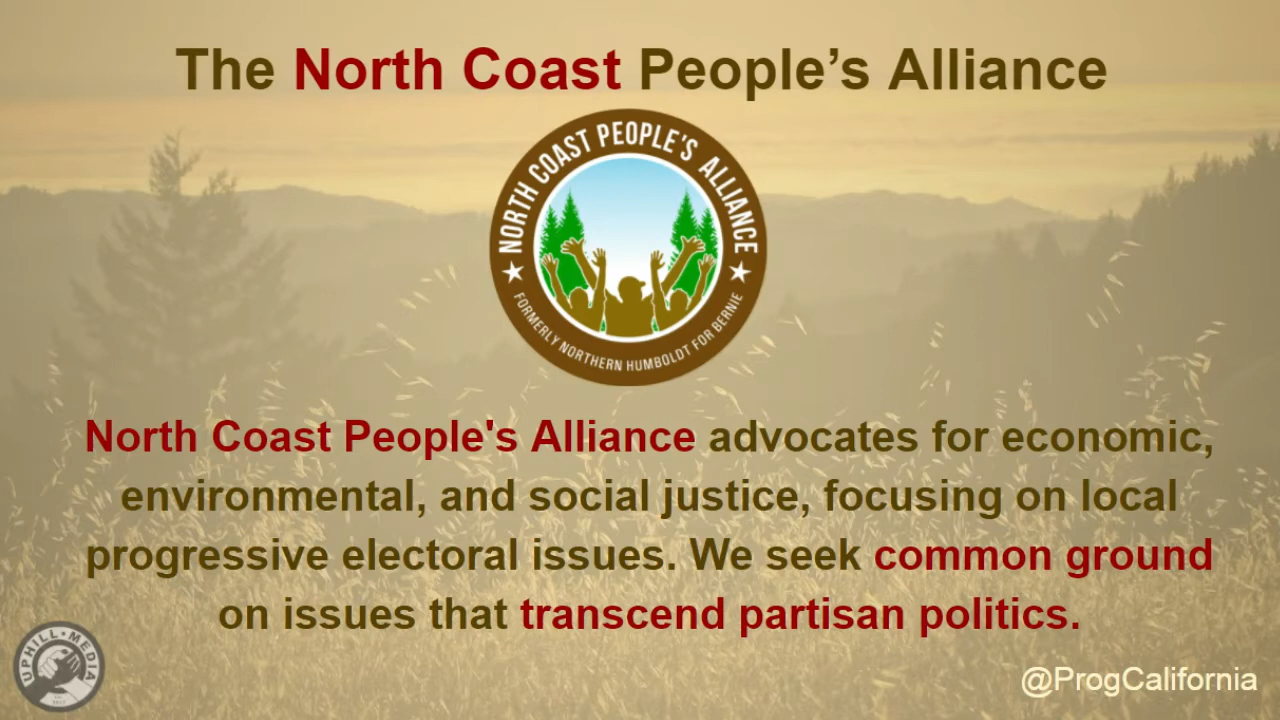 The North Coast People’s Alliance
NORTH COAST PEOPLE'S ALLIANCE
FORMERLY NORTHERN HUMBOLDT FOR BERNIE
North Coast People's Alliance advocates for economic,
environmental, and social justice, focusing on local
progressive electoral issues. We seek common ground
on issues that transcend partisan politics.
UPHILL • MEDIA
@ProgCalifornia